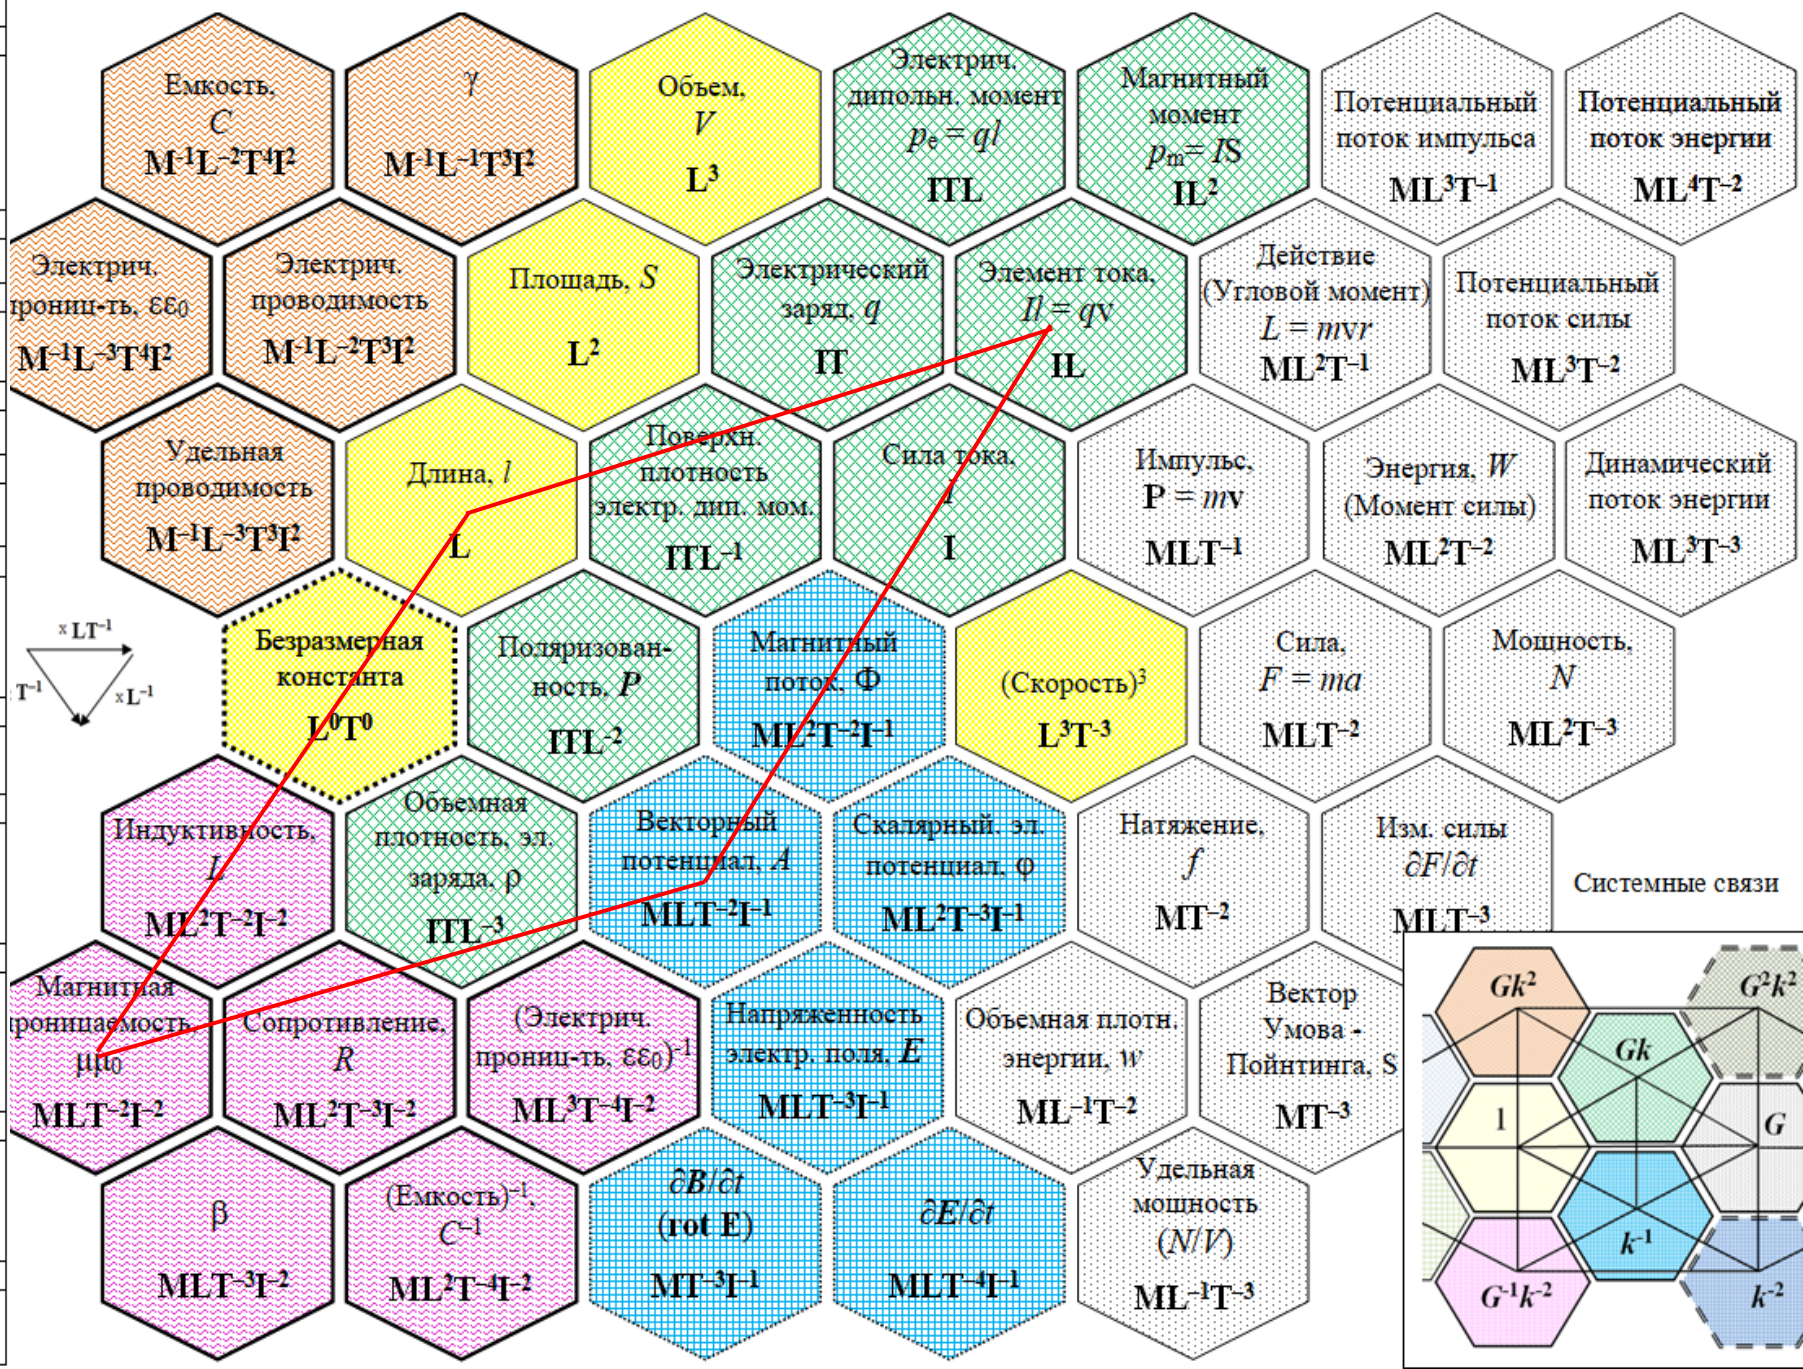 Емкость,
C
M⁻¹L⁻²T⁴I²
γ
M⁻¹L⁻¹T³I²
Объем,
V
L³
Электрич.
дипольн. момент
pₑ = ql
ITL
Магнитный
момент
pₘ= IS
IL²
Потенциальный
поток импульса
ML³T⁻¹
Потенциальный
поток энергии
ML⁴T⁻²
Электрич.
прониц-ть, εε₀
M⁻¹L⁻³T⁴I²
Электрич.
проводимость
M⁻¹L⁻²T³I²
Площадь, S
L²
Электрический
заряд, q
IT
Элемент тока,
Il = qv
IL
Действие
(Угловой момент)
L = mvr
ML²T⁻¹
Потенциальный
поток силы
ML³T⁻²
Удельная
проводимость
M⁻¹L⁻³T³I²
Длина, l
L
Поверхн.
плотность
электр. дип. мом.
ITL⁻¹
Сила тока,
I
I
Импульс,
P = mv
MLT⁻¹
Энергия, W
(Момент силы)
ML²T⁻²
Динамический
поток энергии
ML³T⁻³
x LT⁻¹
T⁻¹
x L⁻¹
Безразмерная
константа
L⁰T⁰
Поляризован-
ность, P
ITL⁻²
Магнитный
поток, Φ
ML²T⁻²I⁻¹
(Скорость)³
L³T⁻³
Сила,
F = ma
MLT⁻²
Мощность,
N
ML²T⁻³
Индуктивность,
L
ML²T⁻²I⁻²
Объемная
плотность, эл.
заряда, ρ
ITL⁻³
Векторный
потенциал, A
MLT⁻²I⁻¹
Скалярный. эл.
потенциал, φ
ML²T⁻³I⁻¹
Натяжение,
f
MT⁻²
Изм. силы
∂F/∂t
MLT⁻³
Системные связи
Магнитная
проницаемость,
μμ₀
MLT⁻²I⁻²
Сопротивление,
R
ML²T⁻³I⁻²
(Электрич.
прониц-ть, εε₀)⁻¹
ML³T⁻⁴I⁻²
Напряженность
электр. поля, E
MLT⁻³I⁻¹
Объемная плотн.
энергии, w
ML⁻¹T⁻²
Вектор
Умова -
Пойнтинга, S
MT⁻³
β
MLT⁻³I⁻²
(Емкость)⁻¹,
C⁻¹
ML²T⁻⁴I⁻²
∂B/∂t
(rot E)
MT⁻³I⁻¹
∂E/∂t
MLT⁻⁴I⁻¹
Удельная
мощность
(N/V)
ML⁻¹T⁻³
Gk²
G²k²
Gk
1
G
k⁻¹
G⁻¹k⁻²
k⁻²